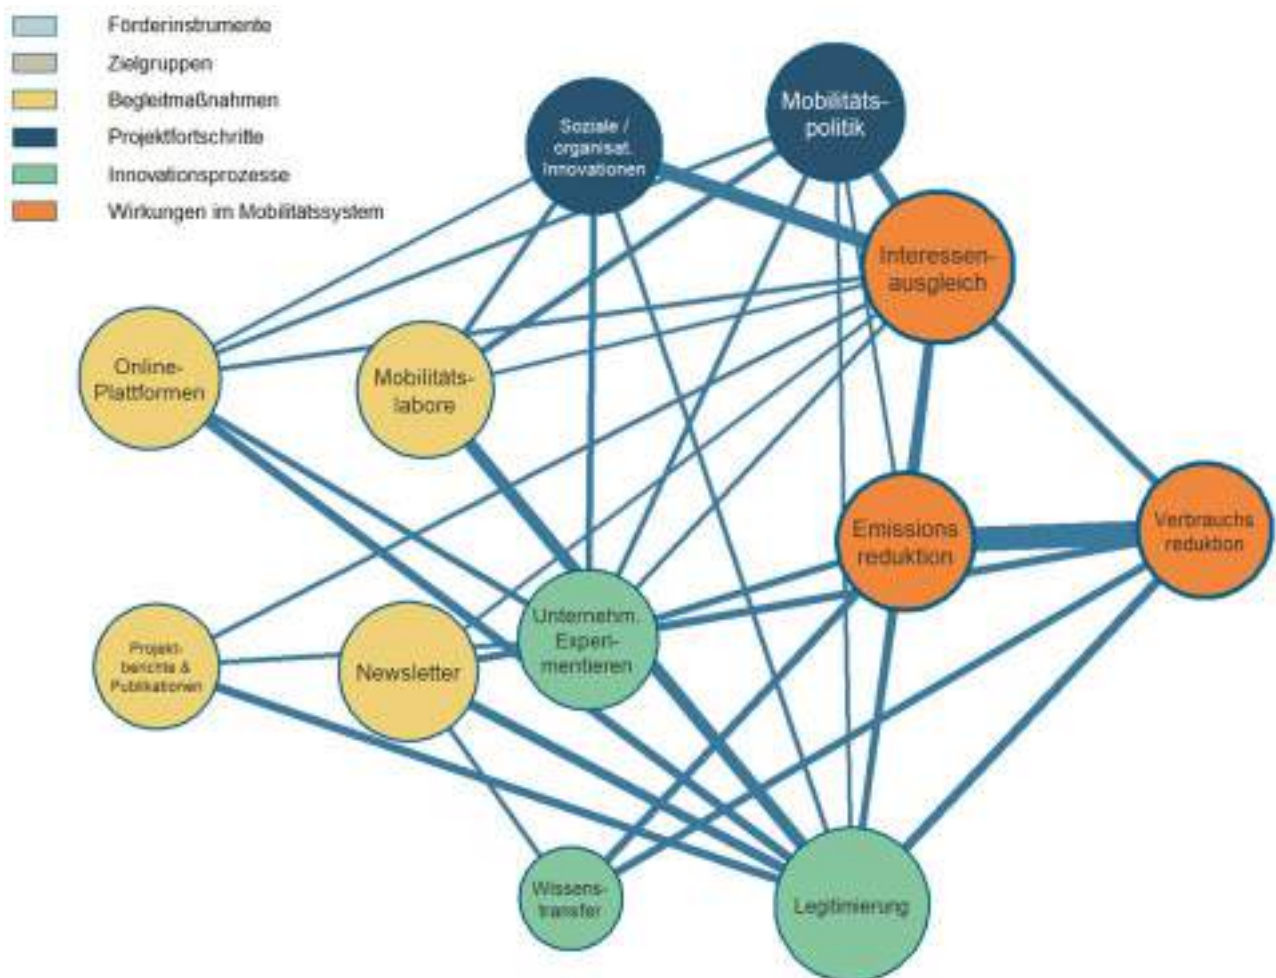 Förderinstrumente
Zielgruppen
Begleitmaßnahmen
Projektfortschritte
Innovationsprozesse
Wirkungen im Mobilitätssystem
Soziale /
organisat.
Innovationen
Mobilitäts-
politik
Interessen-
ausgleich
Online-
Plattformen
Mobilitäts-
labore
Emissions
reduktion
Verbrauchs
reduktion
Projekt-
berichte &
Publikationen
Newsletter
Unternehm.
Experi-
mentieren
Wissens-
transfer
Legitimierung